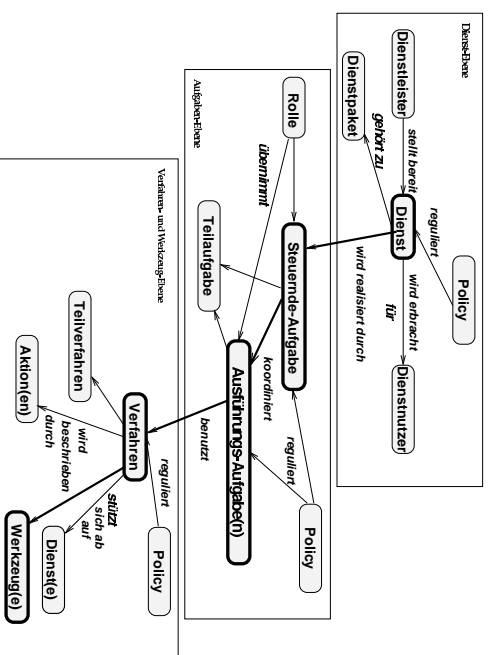 Dienst-Ebene
Dienstleister
stellt bereit
Dienst
wird erbracht
für
Dienstnutzer
reguliert
Policy
gehört zu
Dienstpaket
wird realisiert durch
Aufgaben-Ebene
Rolle
übernimmt
Steuernde-Aufgabe
Teilaufgabe
koordiniert
Ausführungs-Aufgabe(n)
reguliert
Policy
benutzt
Verfahren- und Werkzeug-Ebene
Verfahren
Teilverfahren
Aktion(en)
wird
beschrieben
durch
reguliert
Policy
stützt
sich ab
auf
Dienst(e)
Werkzeug(e)